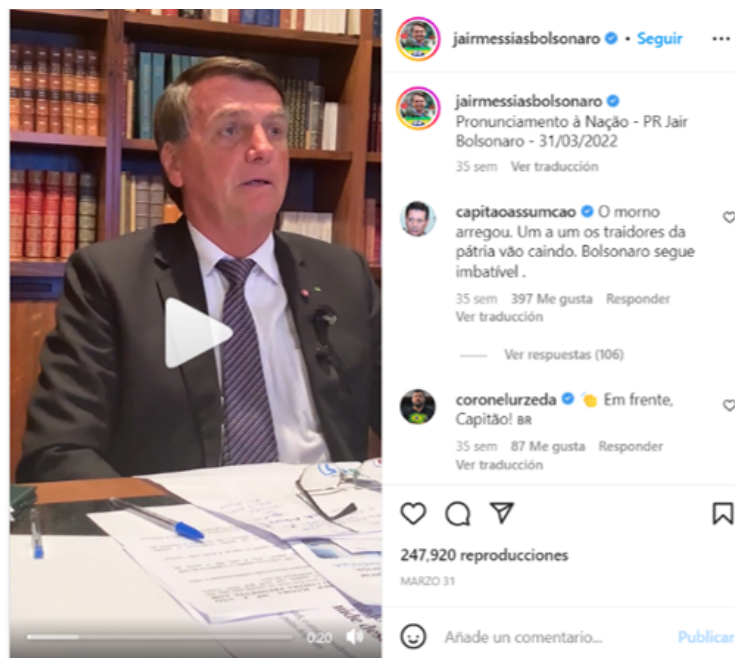 jairmessiasbolsonaro • Seguir
jairmessiasbolsonaro
Pronunciamento à Nação - PR Jair
Bolsonaro - 31/03/2022
35 sem Ver traducción
capitaoassumcao O morno
arregou. Um a um os traidores da
pátria vão caindo. Bolsonaro segue
imbatível .
35 sem 397 Me gusta Responder
Ver traducción
Ver respuestas (106)
coronelurzeda 👏 Em frente,
Capitão! BR
35 sem 87 Me gusta Responder
Ver traducción
247,920 reproducciones
MARZO 31
0:20
Añade un comentario... Publicar